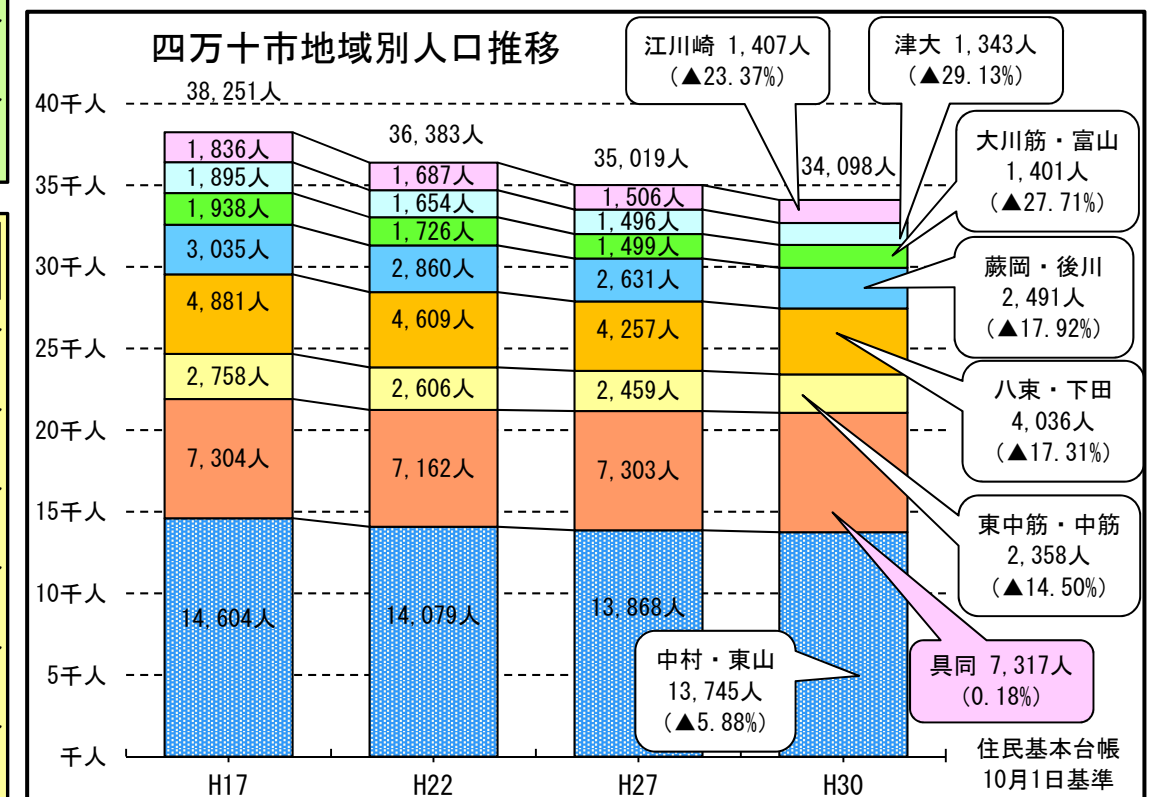 四万十市地域別人口推移
江川崎 1,407人
(▲23.37%)
津大 1,343人
(▲29.13%)
大川筋・富山
1,401人
(▲27.71%)
蕨岡・後川
2,491人
(▲17.92%)
八束・下田
4,036人
(▲17.31%)
東中筋・中筋
2,358人
(▲14.50%)
具同 7,317人
(0.18%)
中村・東山
13,745人
(▲5.88%)
40千人
35千人
30千人
25千人
20千人
15千人
10千人
5千人
千人
38,251人
1,836人
1,895人
1,938人
3,035人
4,881人
2,758人
7,304人
14,604人
36,383人
1,687人
1,654人
1,726人
2,860人
4,609人
2,606人
7,162人
14,079人
35,019人
1,506人
1,496人
1,499人
2,631人
4,257人
2,459人
7,303人
13,868人
34,098人
H17
H22
H27
H30
住民基本台帳
10月1日基準